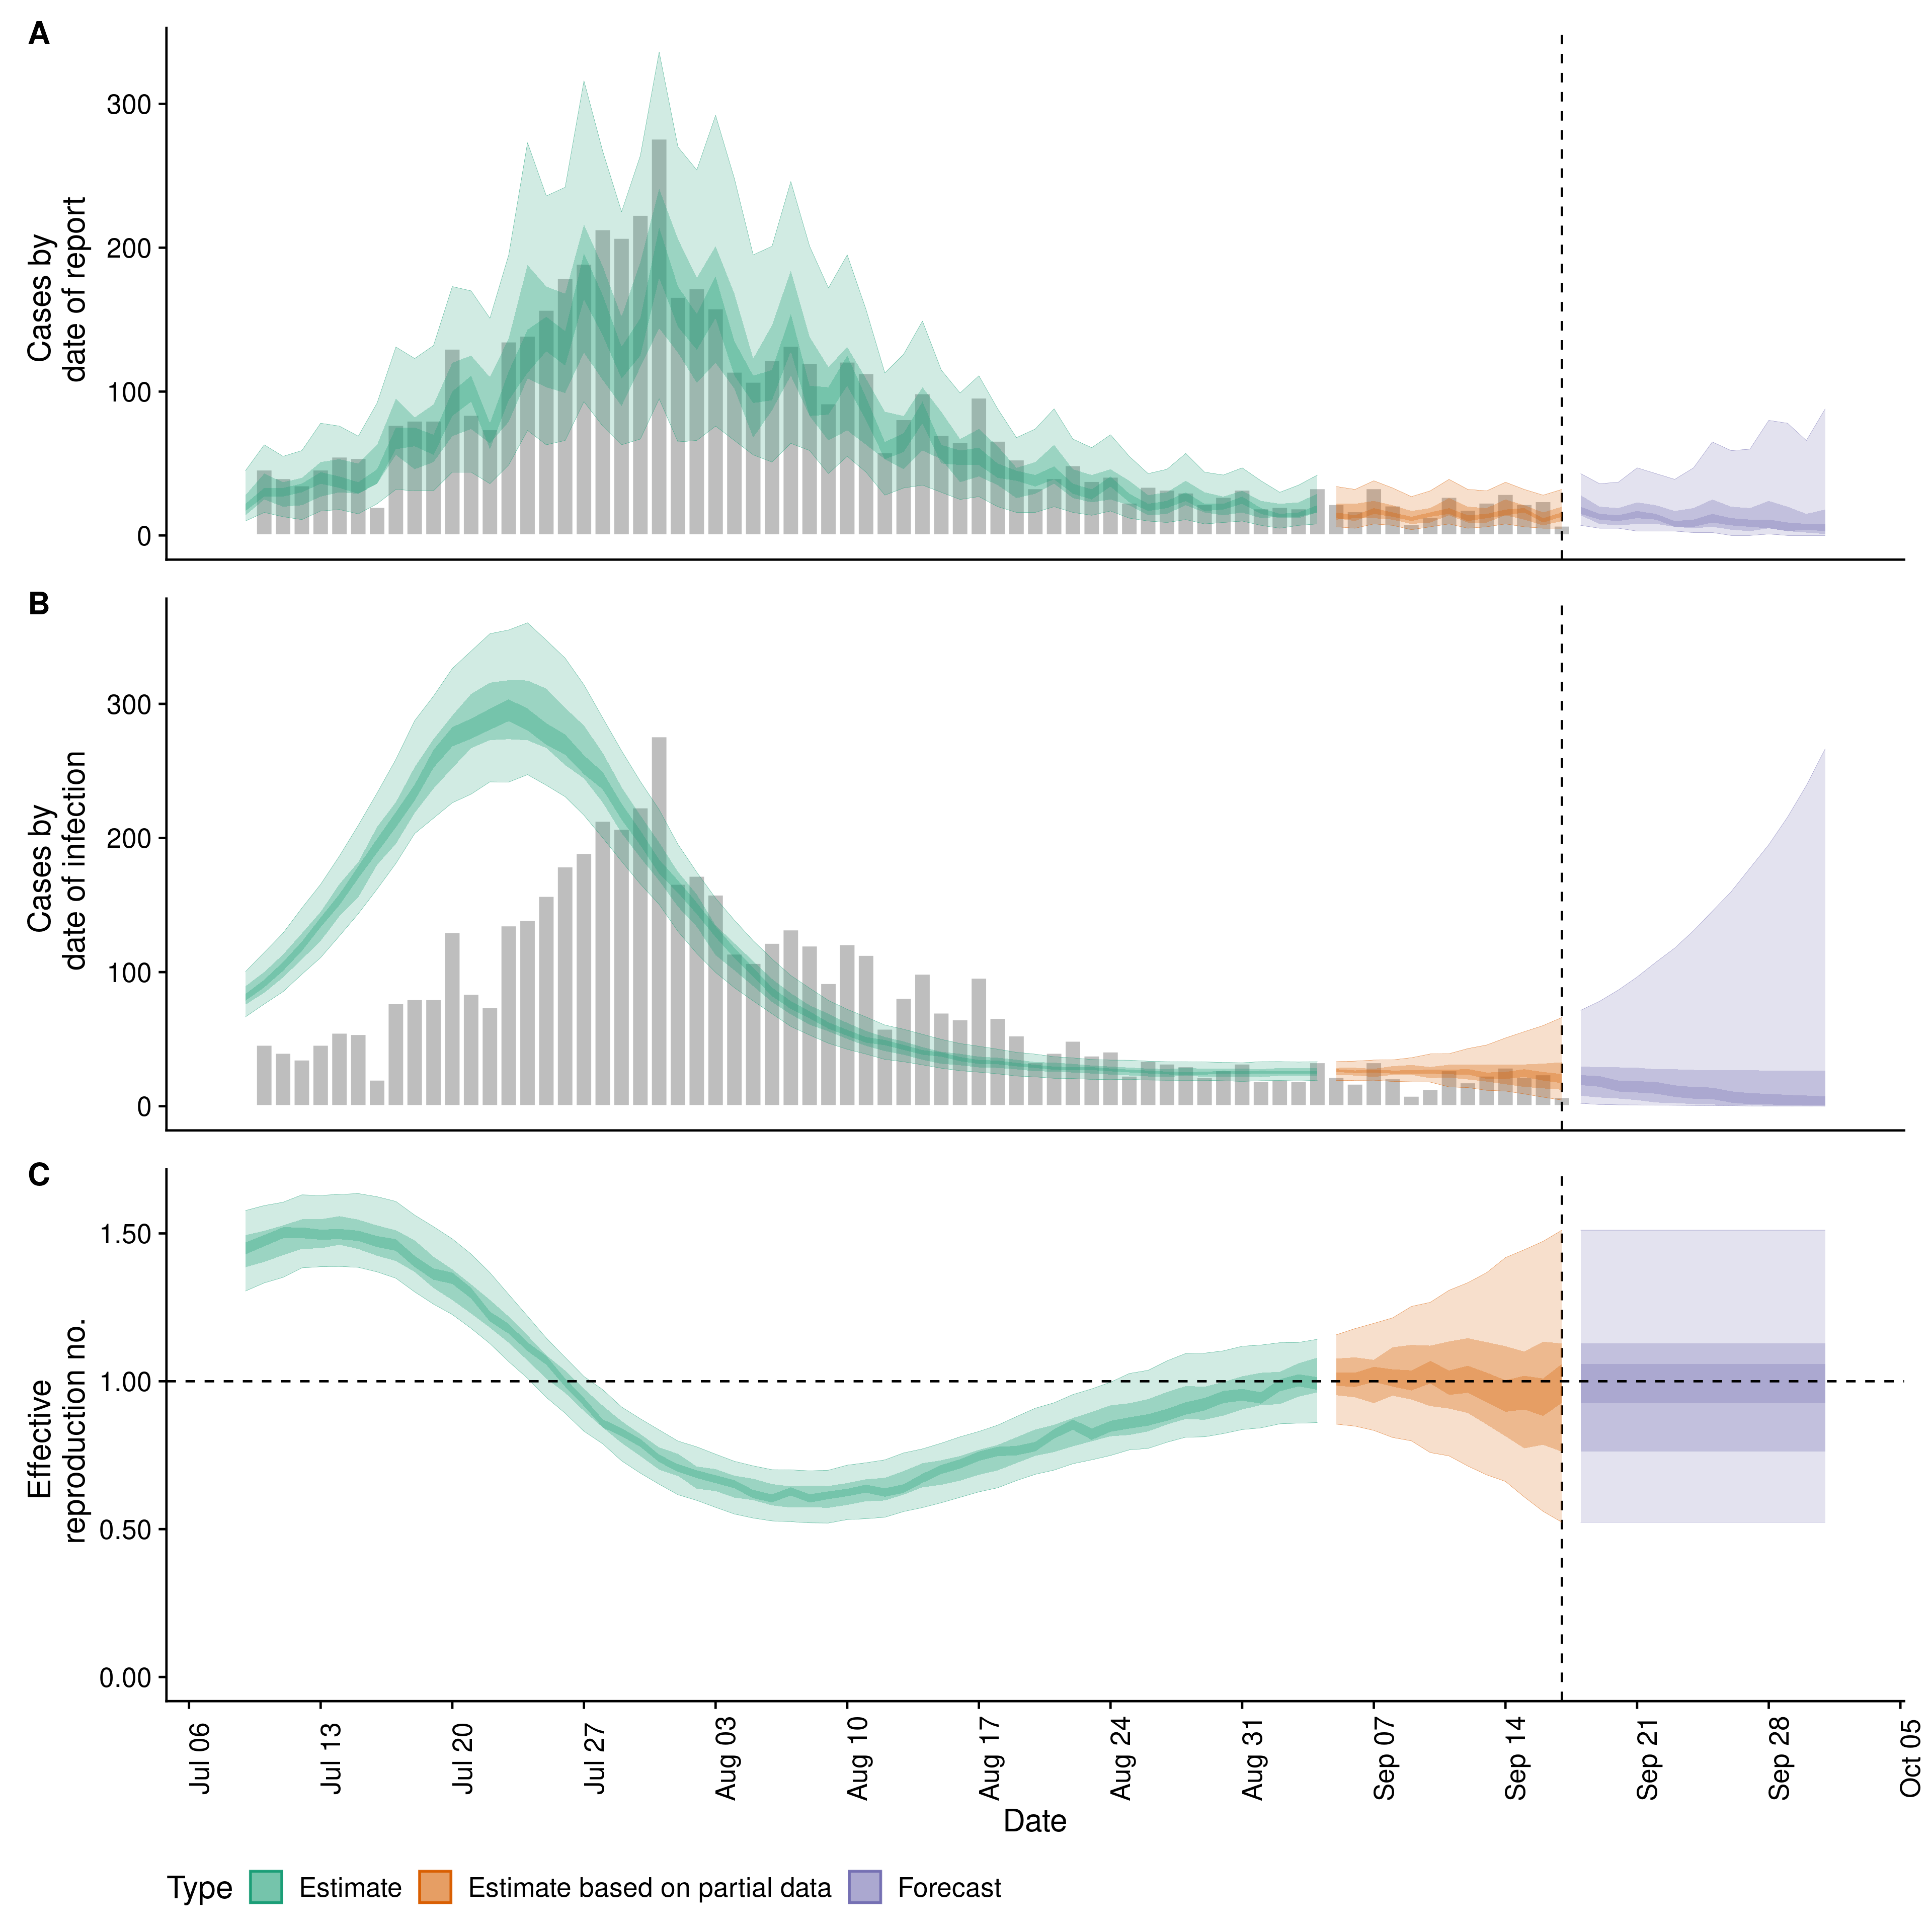 A
Cases by
date of report
300
200
100
0
B
Cases by
date of infection
300
200
100
0
C
Effective
reproduction no.
1.50
1.00
0.50
0.00
Jul 06
Jul 13
Jul 20
Jul 27
Aug 03
Aug 10
Aug 17
Aug 24
Aug 31
Sep 07
Sep 14
Sep 21
Sep 28
Oct 05
Date
Type Estimate Estimate based on partial data Forecast